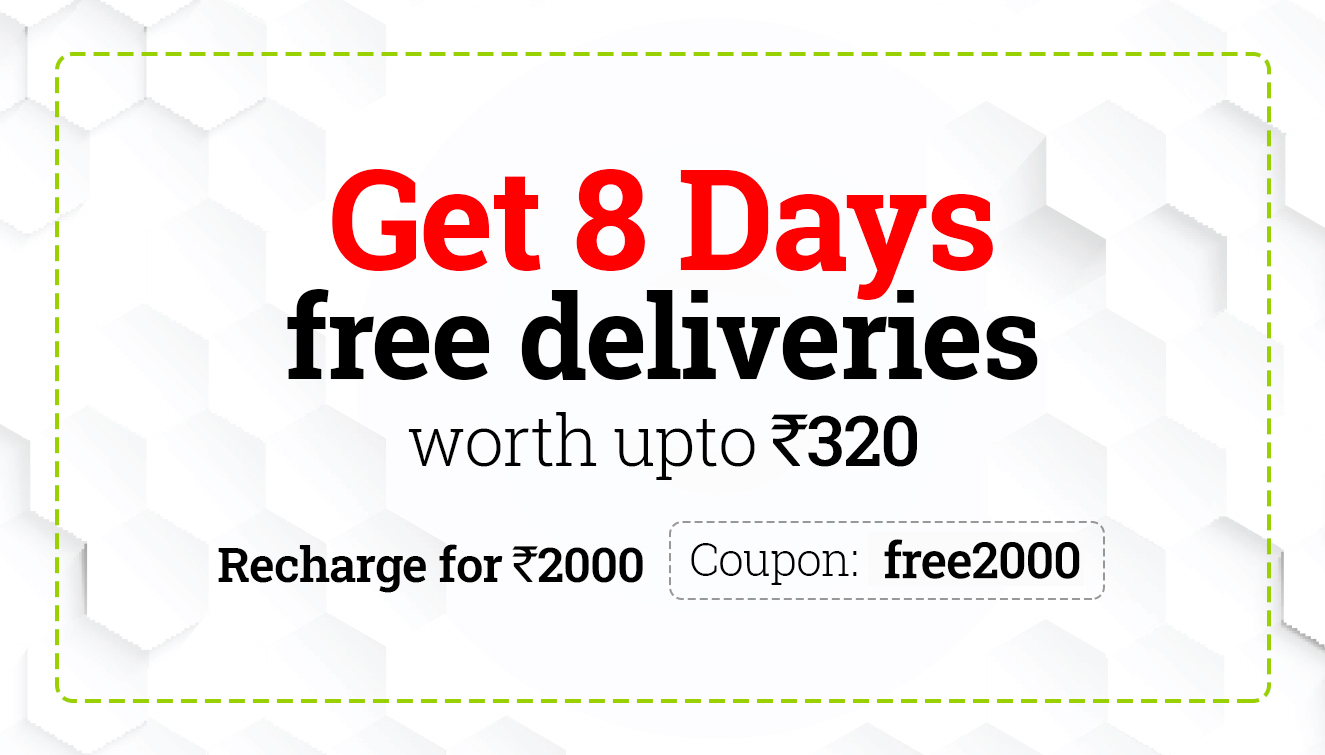 Get 8 Days
free deliveries
worth upto ₹320
Recharge for ₹2000 Coupon: free2000